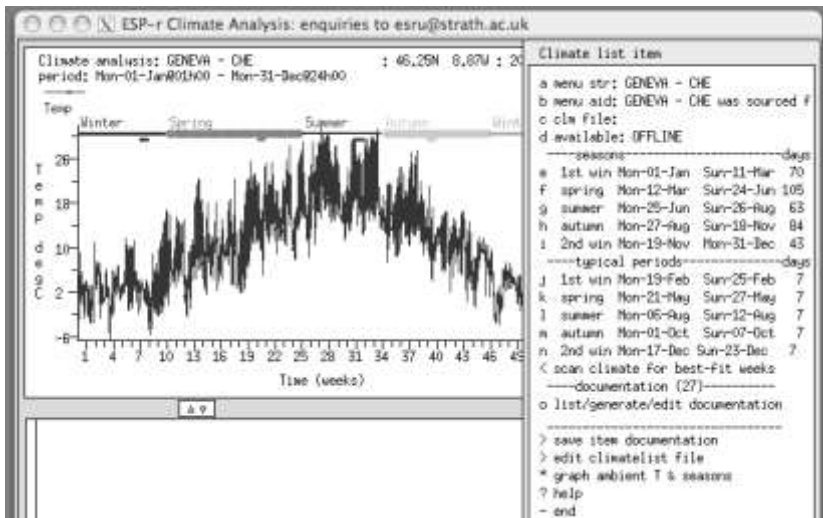 ESP-r Climate Analysis: enquiries to esru@strath.ac.uk
Climate analysis: GENEVA - CHE : 46.25N 8.87W : 20
period: Mon-01-Jan@01h00 - Mon-31-Dec@24h00
Temp
Winter Spring Summer Autumn Wint
Temp degC
26
18
10
2
-6
1 4 7 10 13 16 19 22 25 28 31 34 37 40 43 46 49
Time (weeks)
Climate list item
a menu str: GENEVA - CHE
b menu aid: GENEVA - CHE was sourced f
c clm file:
d available: OFFLINE
----seasons----------------------days
e 1st win Mon-01-Jan Sun-11-Mar 70
f spring Mon-12-Mar Sun-24-Jun 105
g summer Mon-25-Jun Sun-26-Aug 63
h autumn Mon-27-Aug Sun-18-Nov 84
i 2nd win Mon-19-Nov Mon-31-Dec 43
----typical periods--------------days
j 1st win Mon-19-Feb Sun-25-Feb 7
k spring Mon-21-May Sun-27-May 7
l summer Mon-06-Aug Sun-12-Aug 7
m autumn Mon-01-Oct Sun-07-Oct 7
n 2nd win Mon-17-Dec Sun-23-Dec 7
< scan climate for best-fit weeks
----documentation (27)----------
o list/generate/edit documentation
--------------------------------
> save item documentation
> edit climatelist file
* graph ambient T & seasons
? help
- end